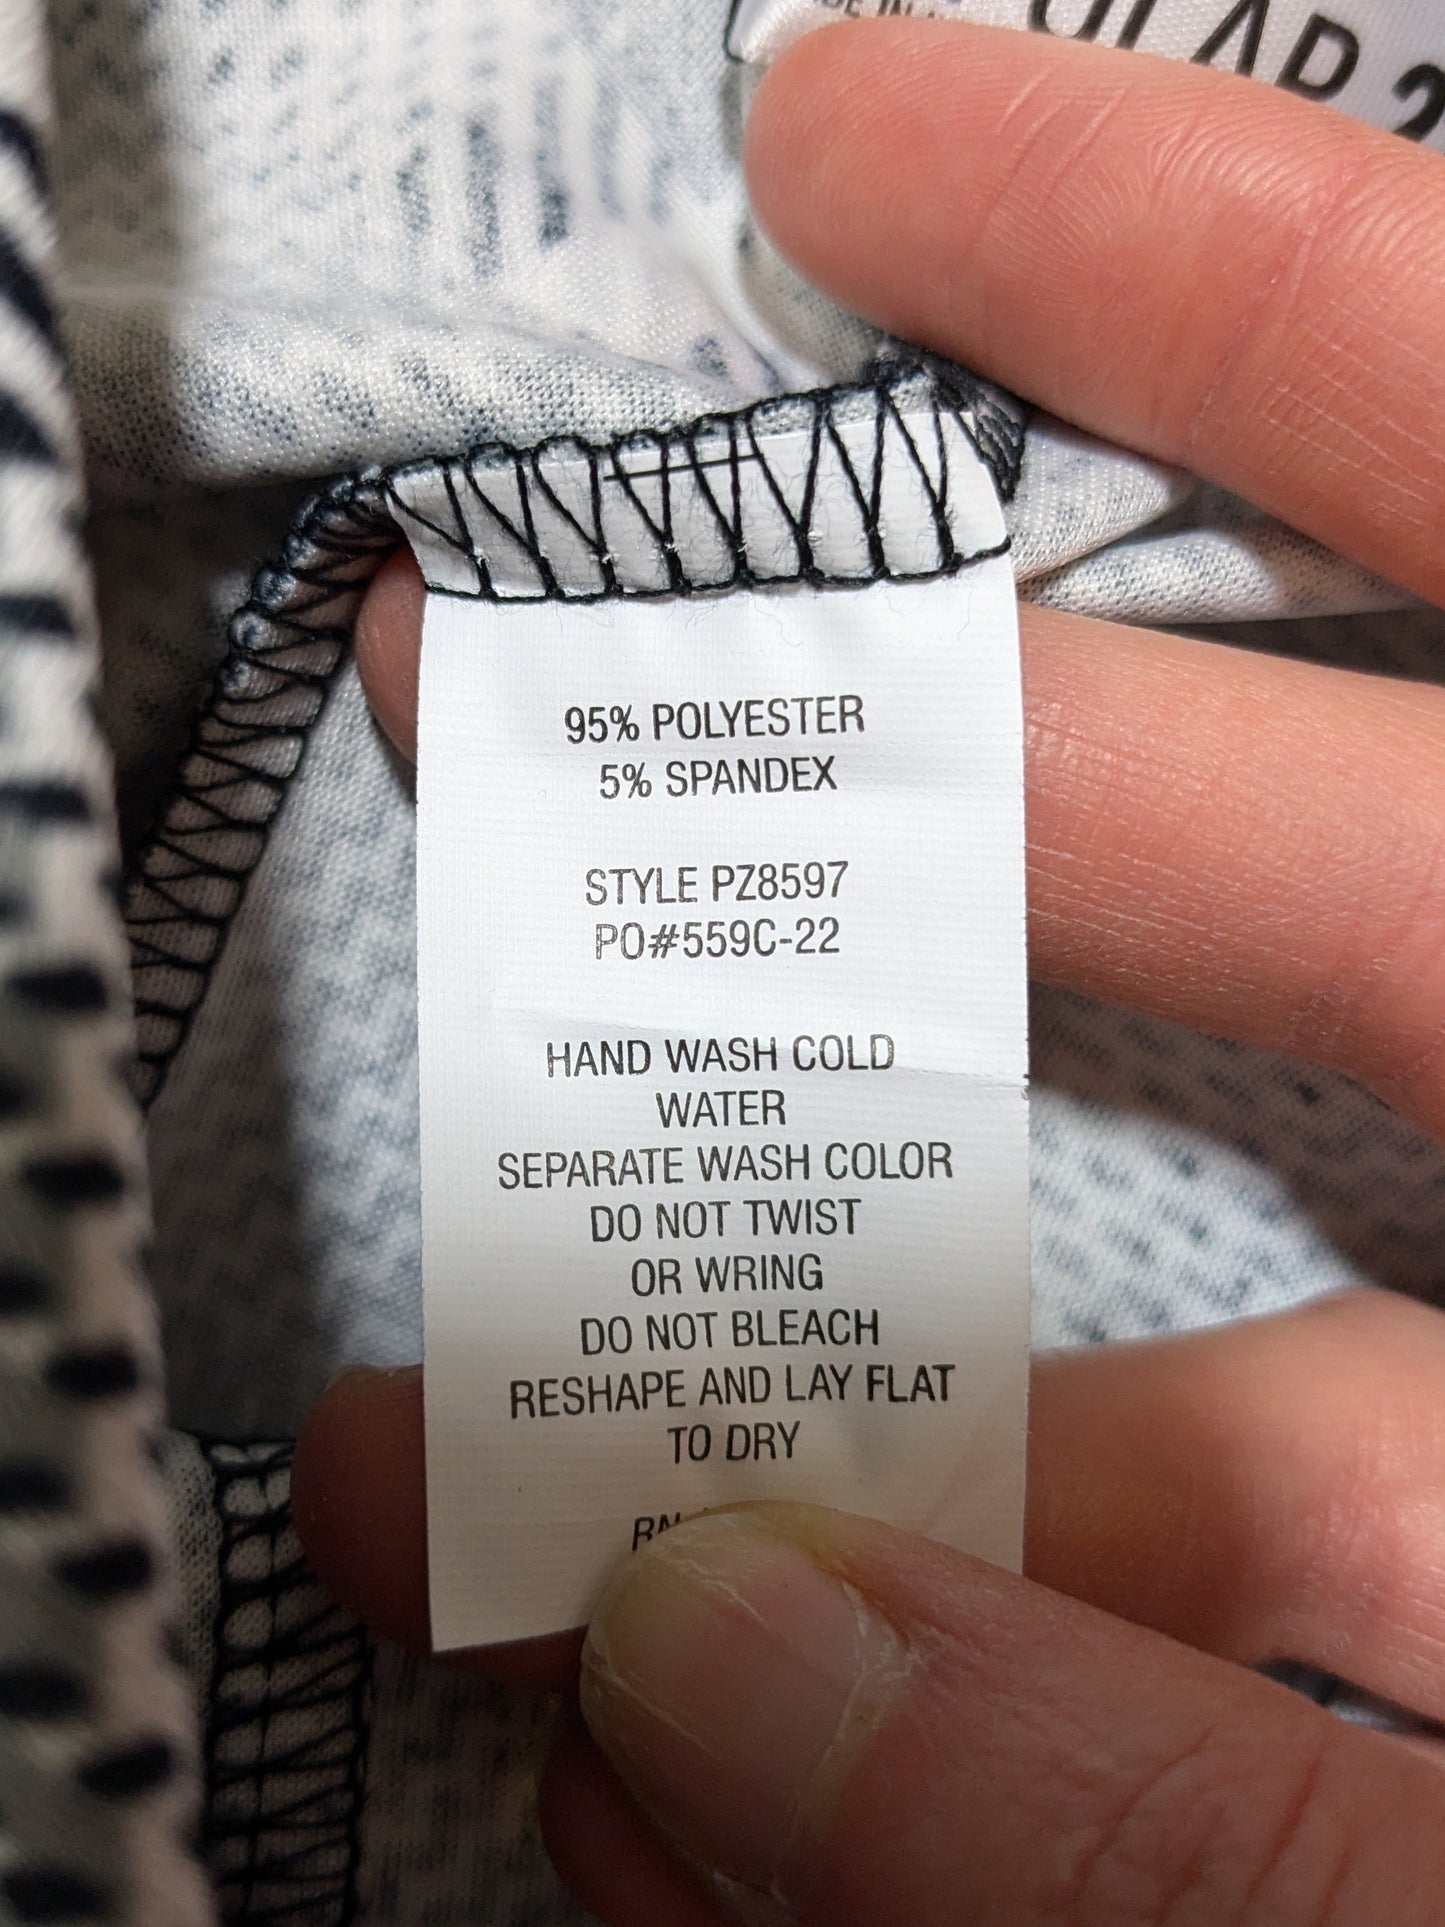 95% POLYESTER
5% SPANDEX
STYLE PZ8597
PO#559C-22
HAND WASH COLD
WATER
SEPARATE WASH COLOR
DO NOT TWIST
OR WRING
DO NOT BLEACH
RESHAPE AND LAY FLAT
TO DRY
RN